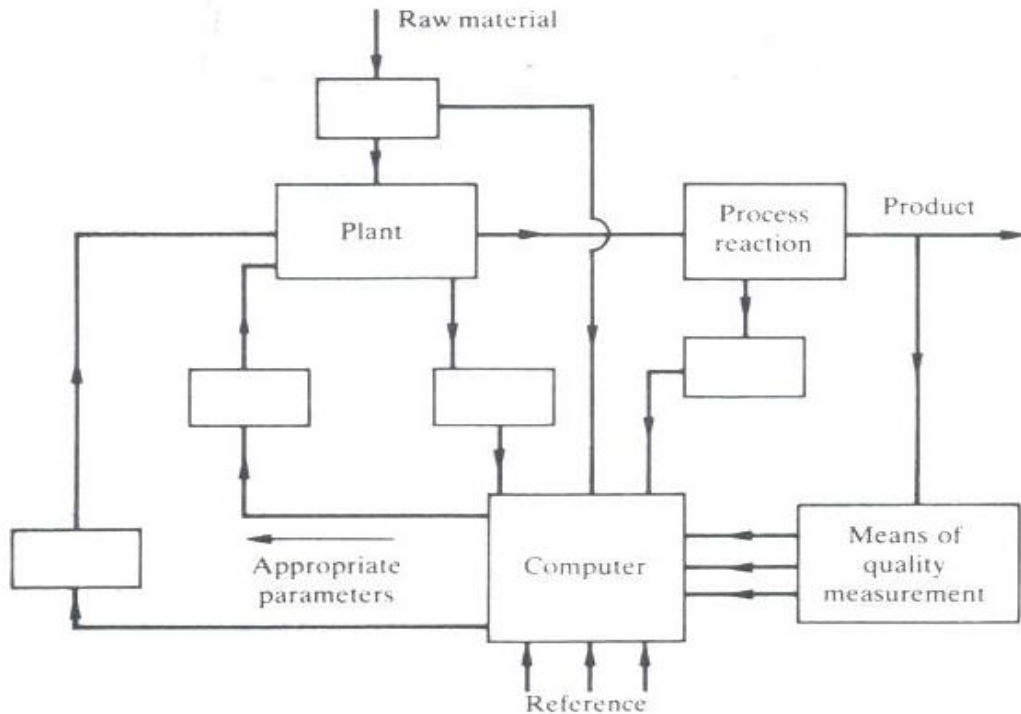 Raw material
Plant
Process
reaction
Product
Appropriate
parameters
Computer
Means of
quality
measurement
Reference